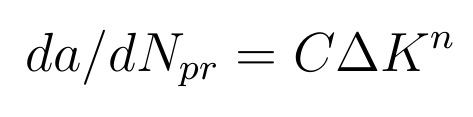 da/dN_{pr} = CΔK^n